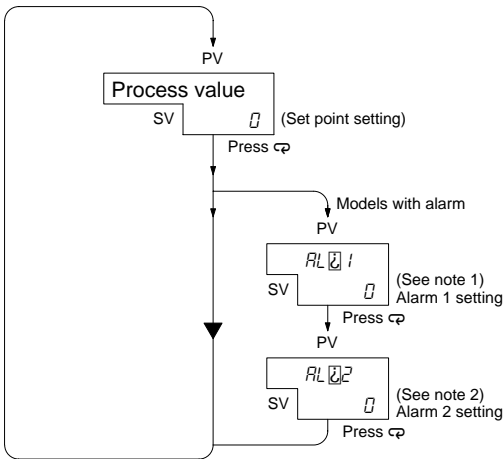 PV
Process value
SV 0 (Set point setting)
Press
Models with alarm
PV
AL¿1
SV 0 (See note 1)
Alarm 1 setting
Press
PV
AL¿2
SV 0 (See note 2)
Alarm 2 setting
Press